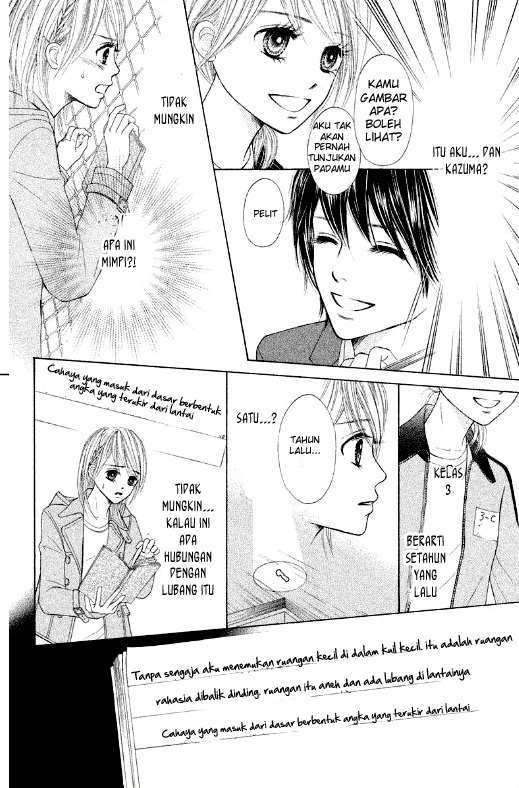 KAMU
GAMBAR
APA?
BOLEH
LIHAT?
AKU TAK
AKAN
PERNAH
TUNJUKAN
PADAMU
ITU AKU... DAN
KAZUMA?
PELIT
TIDAK
MUNGKIN
APA INI
MIMPI?!
KELAS
3
3-C
BERARTI
SETAHUN
YANG
LALU
SATU...?
TAHUN
LALU...
Cahaya yang masuk dari dasar berbentuk
angka yang terukir dari lantai
TIDAK
MUNGKIN...
KALAU INI
ADA
HUBUNGAN
DENGAN
LUBANG ITU
Tanpa sengaja aku menemukan ruangan kecil di dalam kuil kecil. itu adalah ruangan
rahasia dibalik dinding. ruangan itu aneh dan ada lubang di lantainya
Cahaya yang masuk dari dasar berbentuk angka yang terukir dari lantai